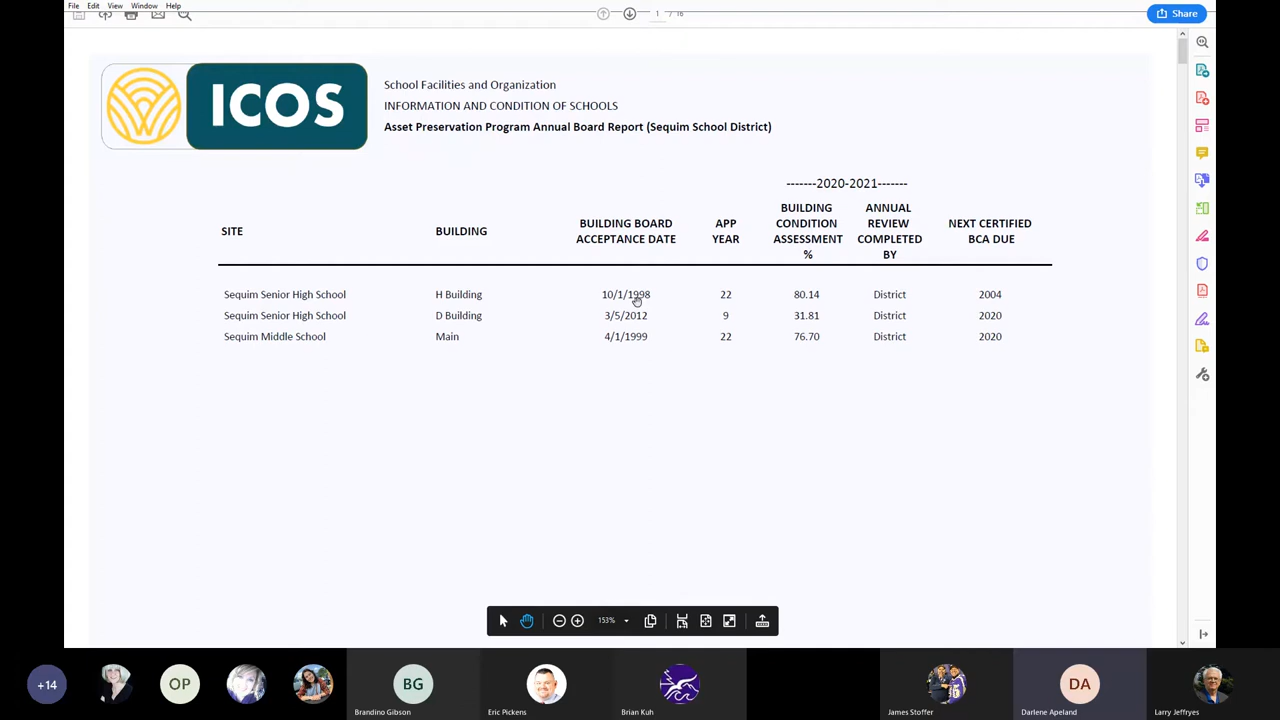 File Edit View Window Help
1 / 16
Share
ICOS
School Facilities and Organization
INFORMATION AND CONDITION OF SCHOOLS
Asset Preservation Program Annual Board Report (Sequim School District)
-------2020-2021-------
SITE BUILDING BUILDING BOARD ACCEPTANCE DATE APP YEAR BUILDING CONDITION ASSESSMENT % ANNUAL REVIEW COMPLETED BY NEXT CERTIFIED BCA DUE
Sequim Senior High School H Building 10/1/1998 22 80.14 District 2004
Sequim Senior High School D Building 3/5/2012 9 31.81 District 2020
Sequim Middle School Main 4/1/1999 22 76.70 District 2020
153%
+14 OP BG DA
Brandino Gibson Eric Pickens Brian Kuh James Stoffer Darlene Apeland Larry Jeffryes